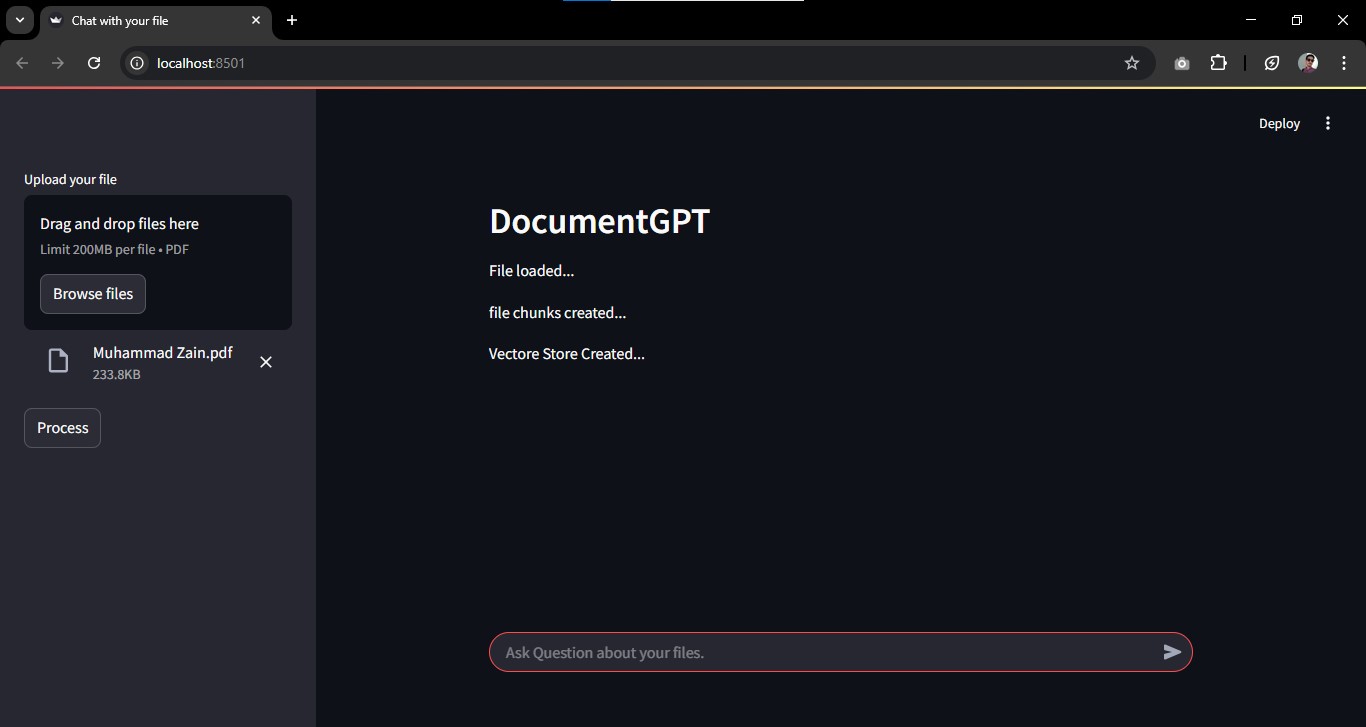 Chat with your file
localhost:8501
Deploy
Upload your file
Drag and drop files here
Limit 200MB per file • PDF
Browse files
Muhammad Zain.pdf
233.8KB
Process
DocumentGPT
File loaded...
file chunks created...
Vectore Store Created...
Ask Question about your files.